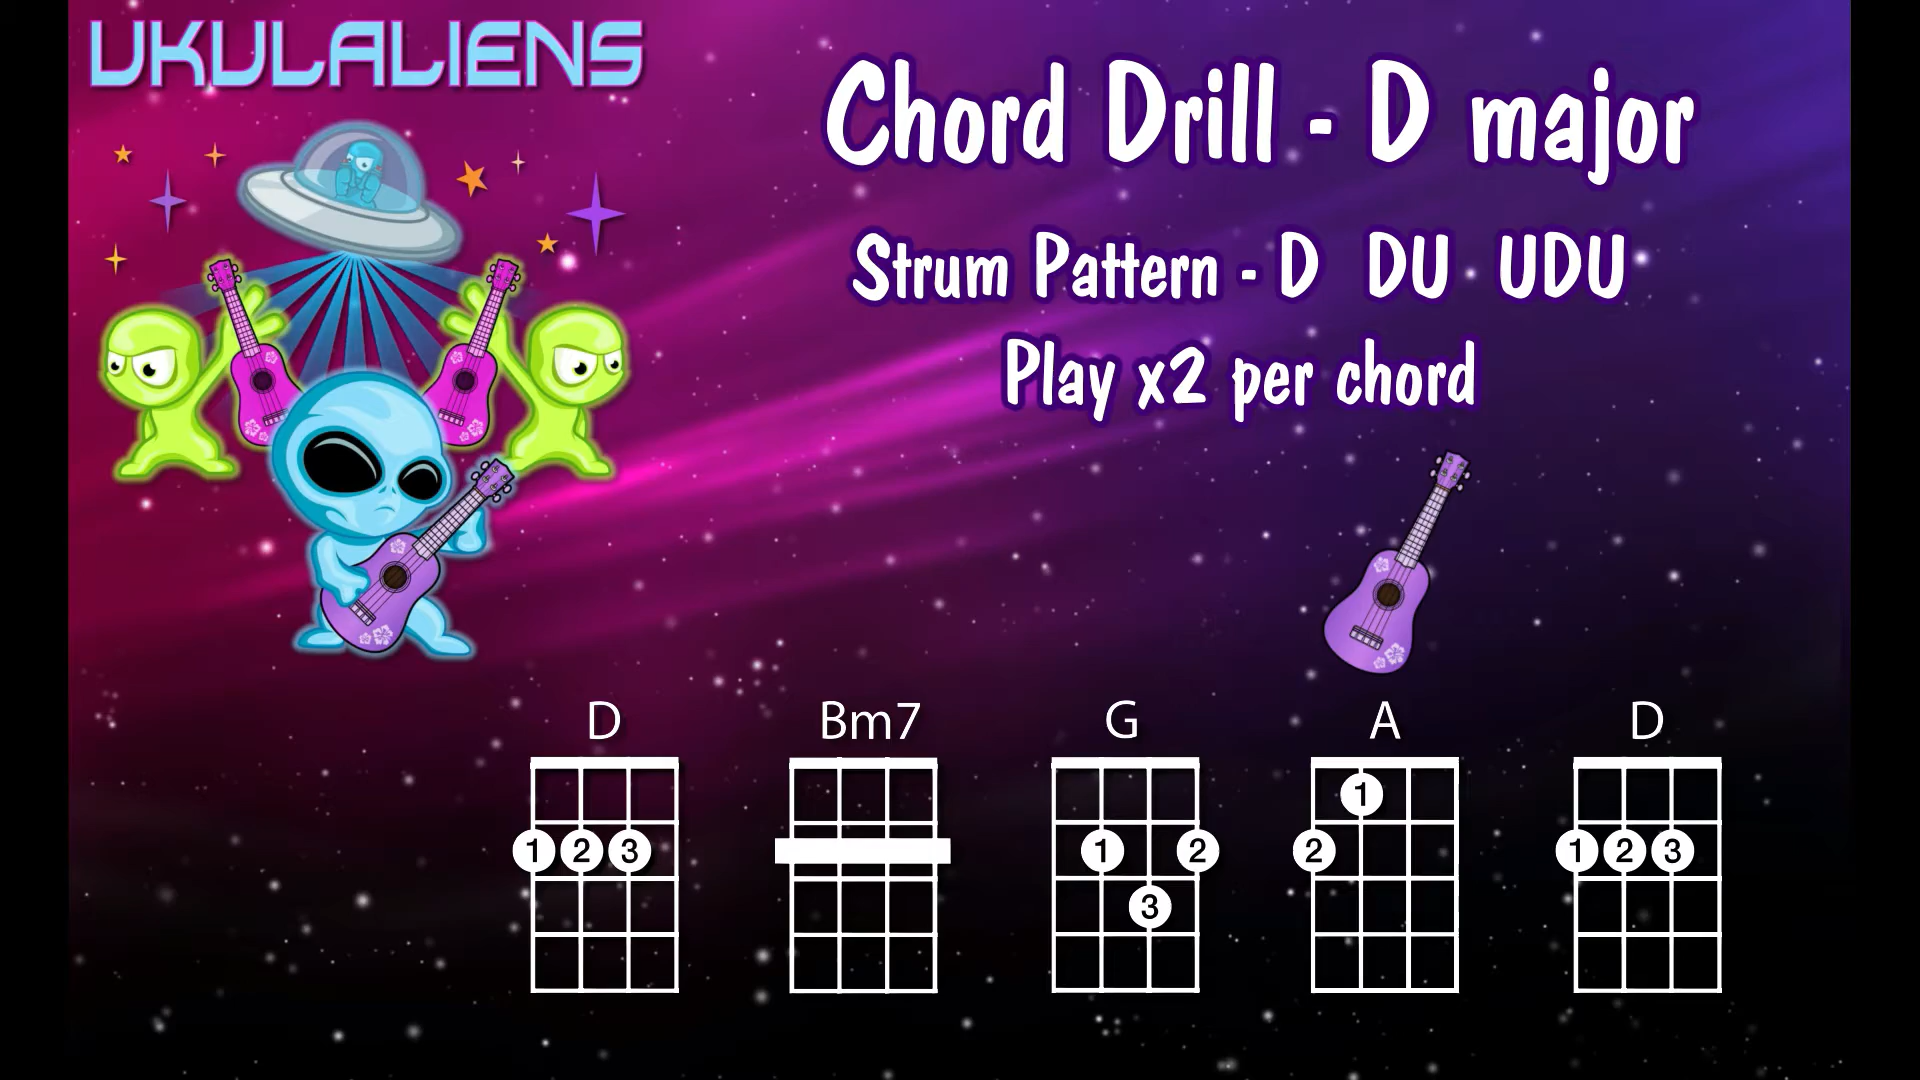 UKULALIENS
Chord Drill - D major
Strum Pattern - D DU UDU
Play x2 per chord
D Bm7 G A D
1
1 2 3 1 2 2 1 2 3
3